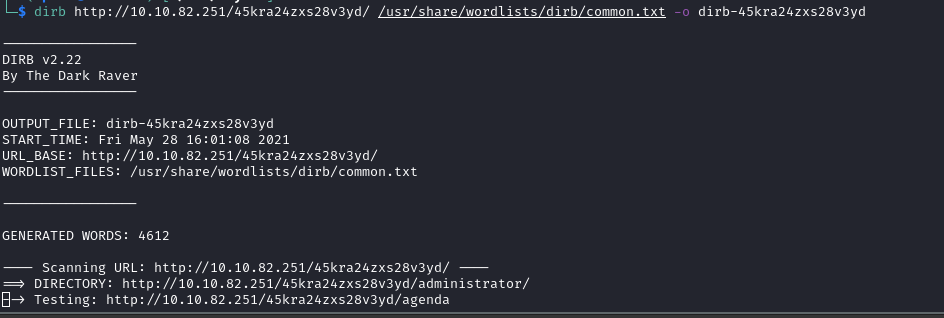 └─$ dirb http://10.10.82.251/45kra24zxs28v3yd/ /usr/share/wordlists/dirb/common.txt -o dirb-45kra24zxs28v3yd
-----------------
DIRB v2.22
By The Dark Raver
-----------------
OUTPUT_FILE: dirb-45kra24zxs28v3yd
START_TIME: Fri May 28 16:01:08 2021
URL_BASE: http://10.10.82.251/45kra24zxs28v3yd/
WORDLIST_FILES: /usr/share/wordlists/dirb/common.txt
-----------------
GENERATED WORDS: 4612
---- Scanning URL: http://10.10.82.251/45kra24zxs28v3yd/ ----
==> DIRECTORY: http://10.10.82.251/45kra24zxs28v3yd/administrator/
--> Testing: http://10.10.82.251/45kra24zxs28v3yd/agenda